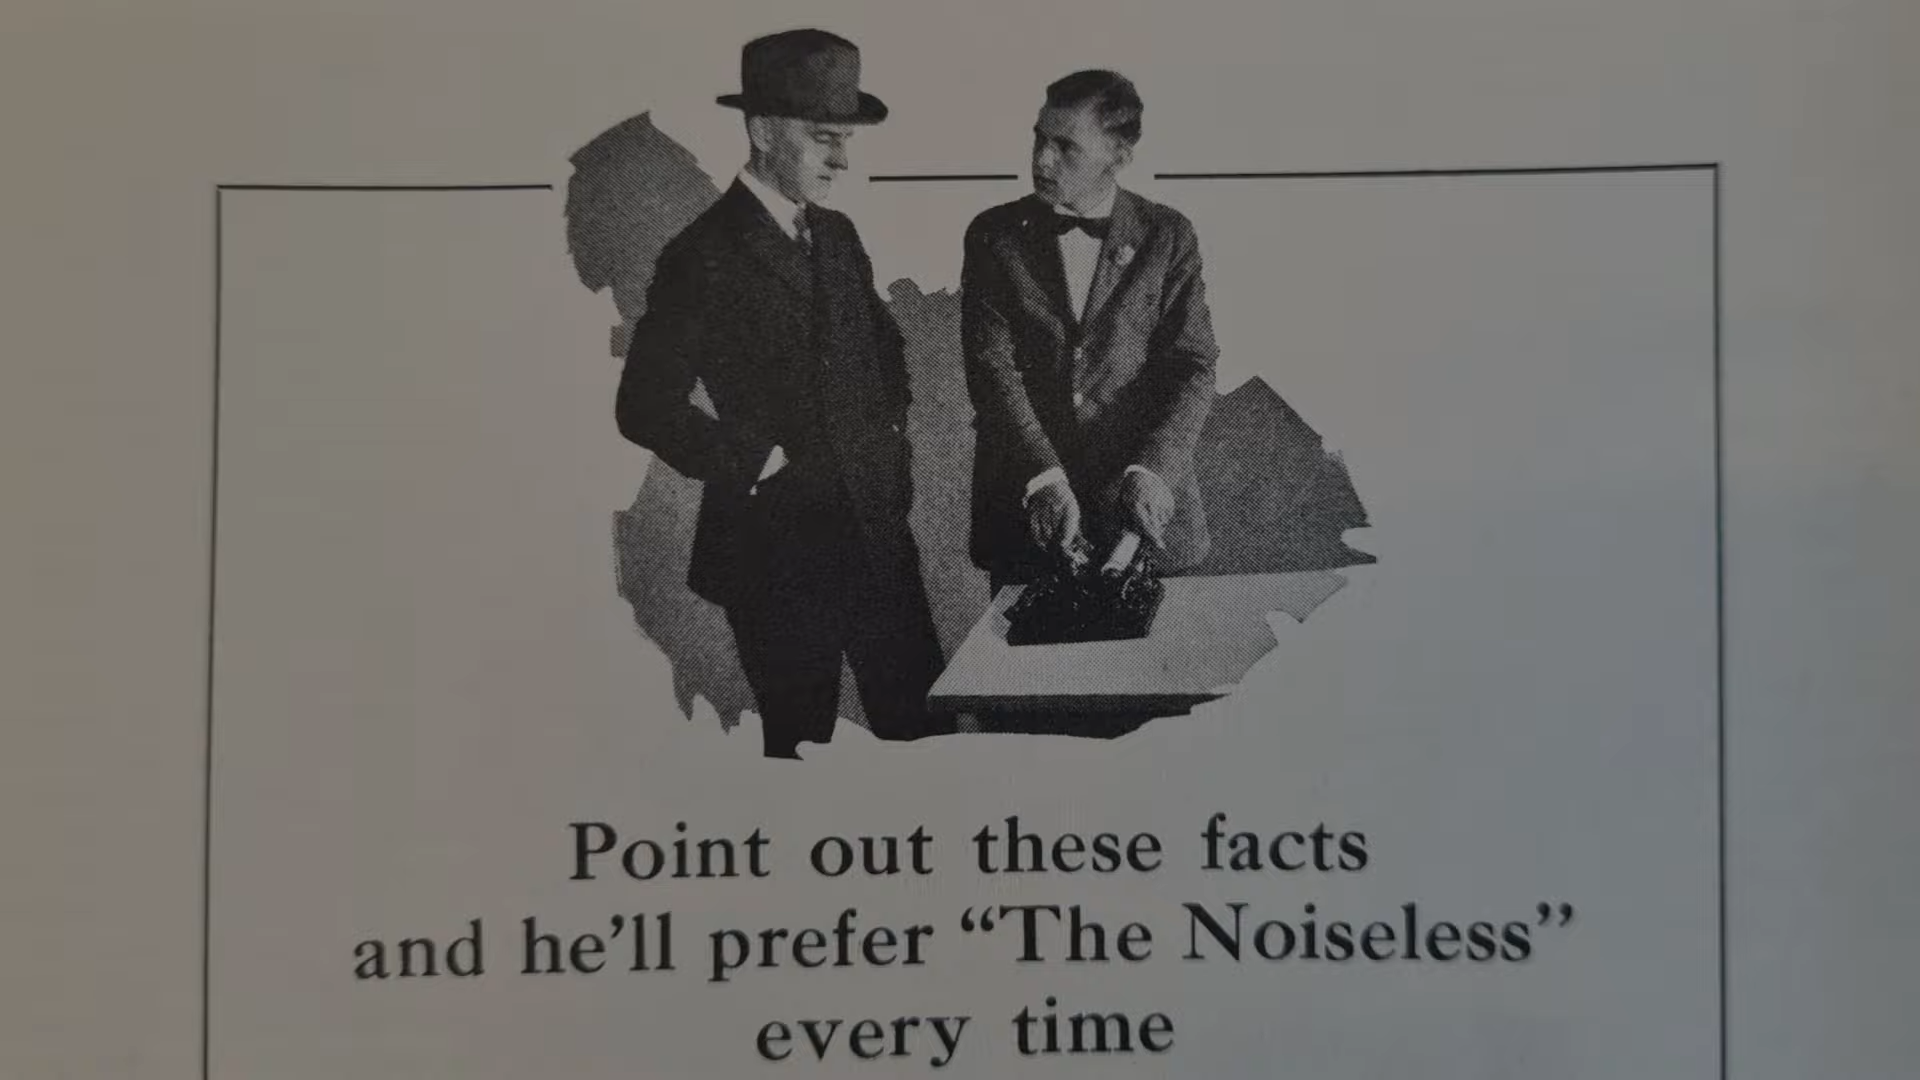 Point out these facts
and he'll prefer “The Noiseless”
every time